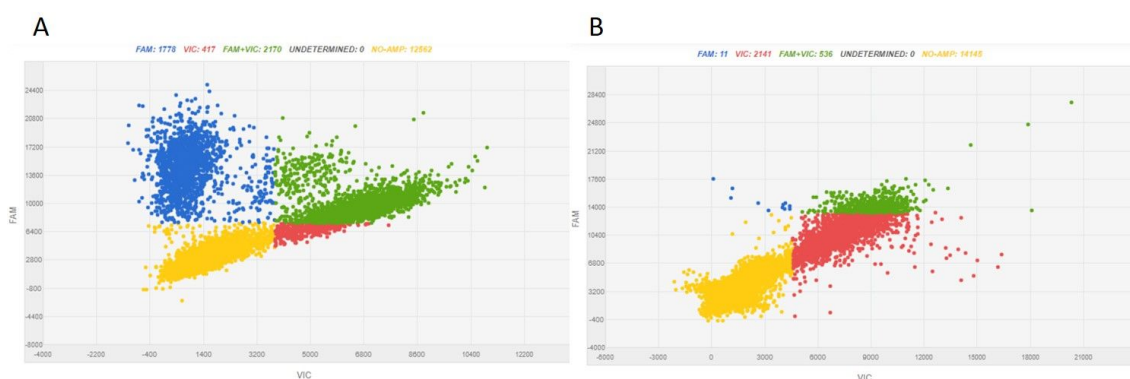 A
FAM: 1778 VIC: 417 FAM+VIC: 2170 UNDETERMINED: 0 NO-AMP: 12562
24400
20800
17200
13600
10000
6400
2800
-800
-4400
-8000
FAM
-4000 -2200 -400 1400 3200 5000 6800 8600 10400 12200
VIC
B
FAM: 11 VIC: 2141 FAM+VIC: 536 UNDETERMINED: 0 NO-AMP: 14145
28400
24800
21200
17600
14000
10400
6800
3200
-400
-4000
FAM
-6000 -3000 0 3000 6000 9000 12000 15000 18000 21000
VIC